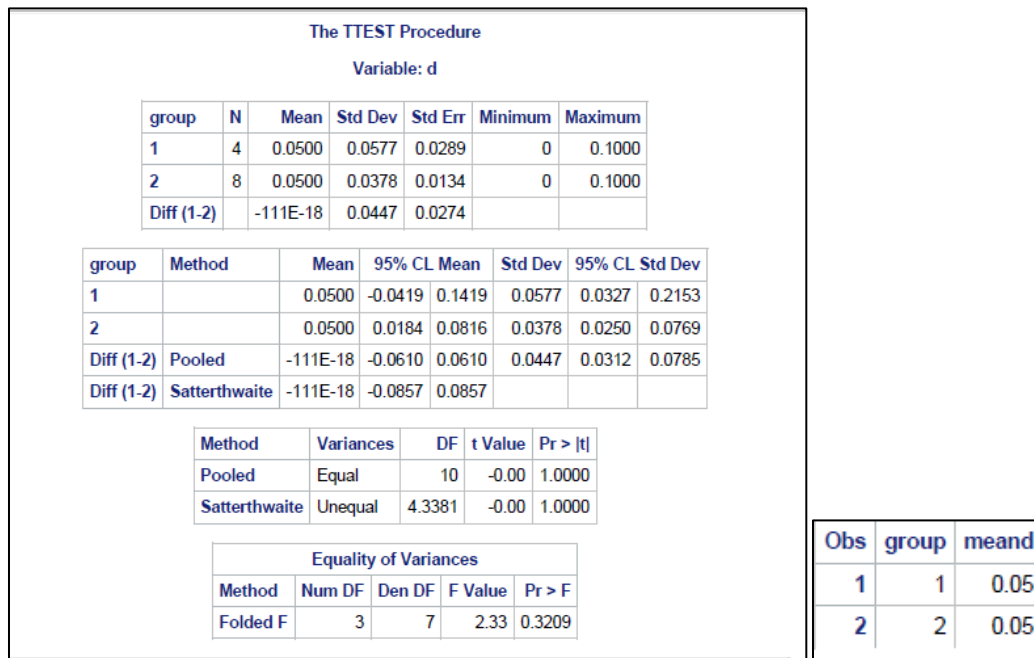 The TTEST Procedure
Variable: d
group N Mean Std Dev Std Err Minimum Maximum
1 4 0.0500 0.0577 0.0289 0 0.1000
2 8 0.0500 0.0378 0.0134 0 0.1000
Diff (1-2) -111E-18 0.0447 0.0274
group Method Mean 95% CL Mean Std Dev 95% CL Std Dev
1 0.0500 -0.0419 0.1419 0.0577 0.0327 0.2153
2 0.0500 0.0184 0.0816 0.0378 0.0250 0.0769
Diff (1-2) Pooled -111E-18 -0.0610 0.0610 0.0447 0.0312 0.0785
Diff (1-2) Satterthwaite -111E-18 -0.0857 0.0857
Method Variances DF t Value Pr > |t|
Pooled Equal 10 -0.00 1.0000
Satterthwaite Unequal 4.3381 -0.00 1.0000
Equality of Variances
Method Num DF Den DF F Value Pr > F
Folded F 3 7 2.33 0.3209
Obs group meand
1 1 0.05
2 2 0.05